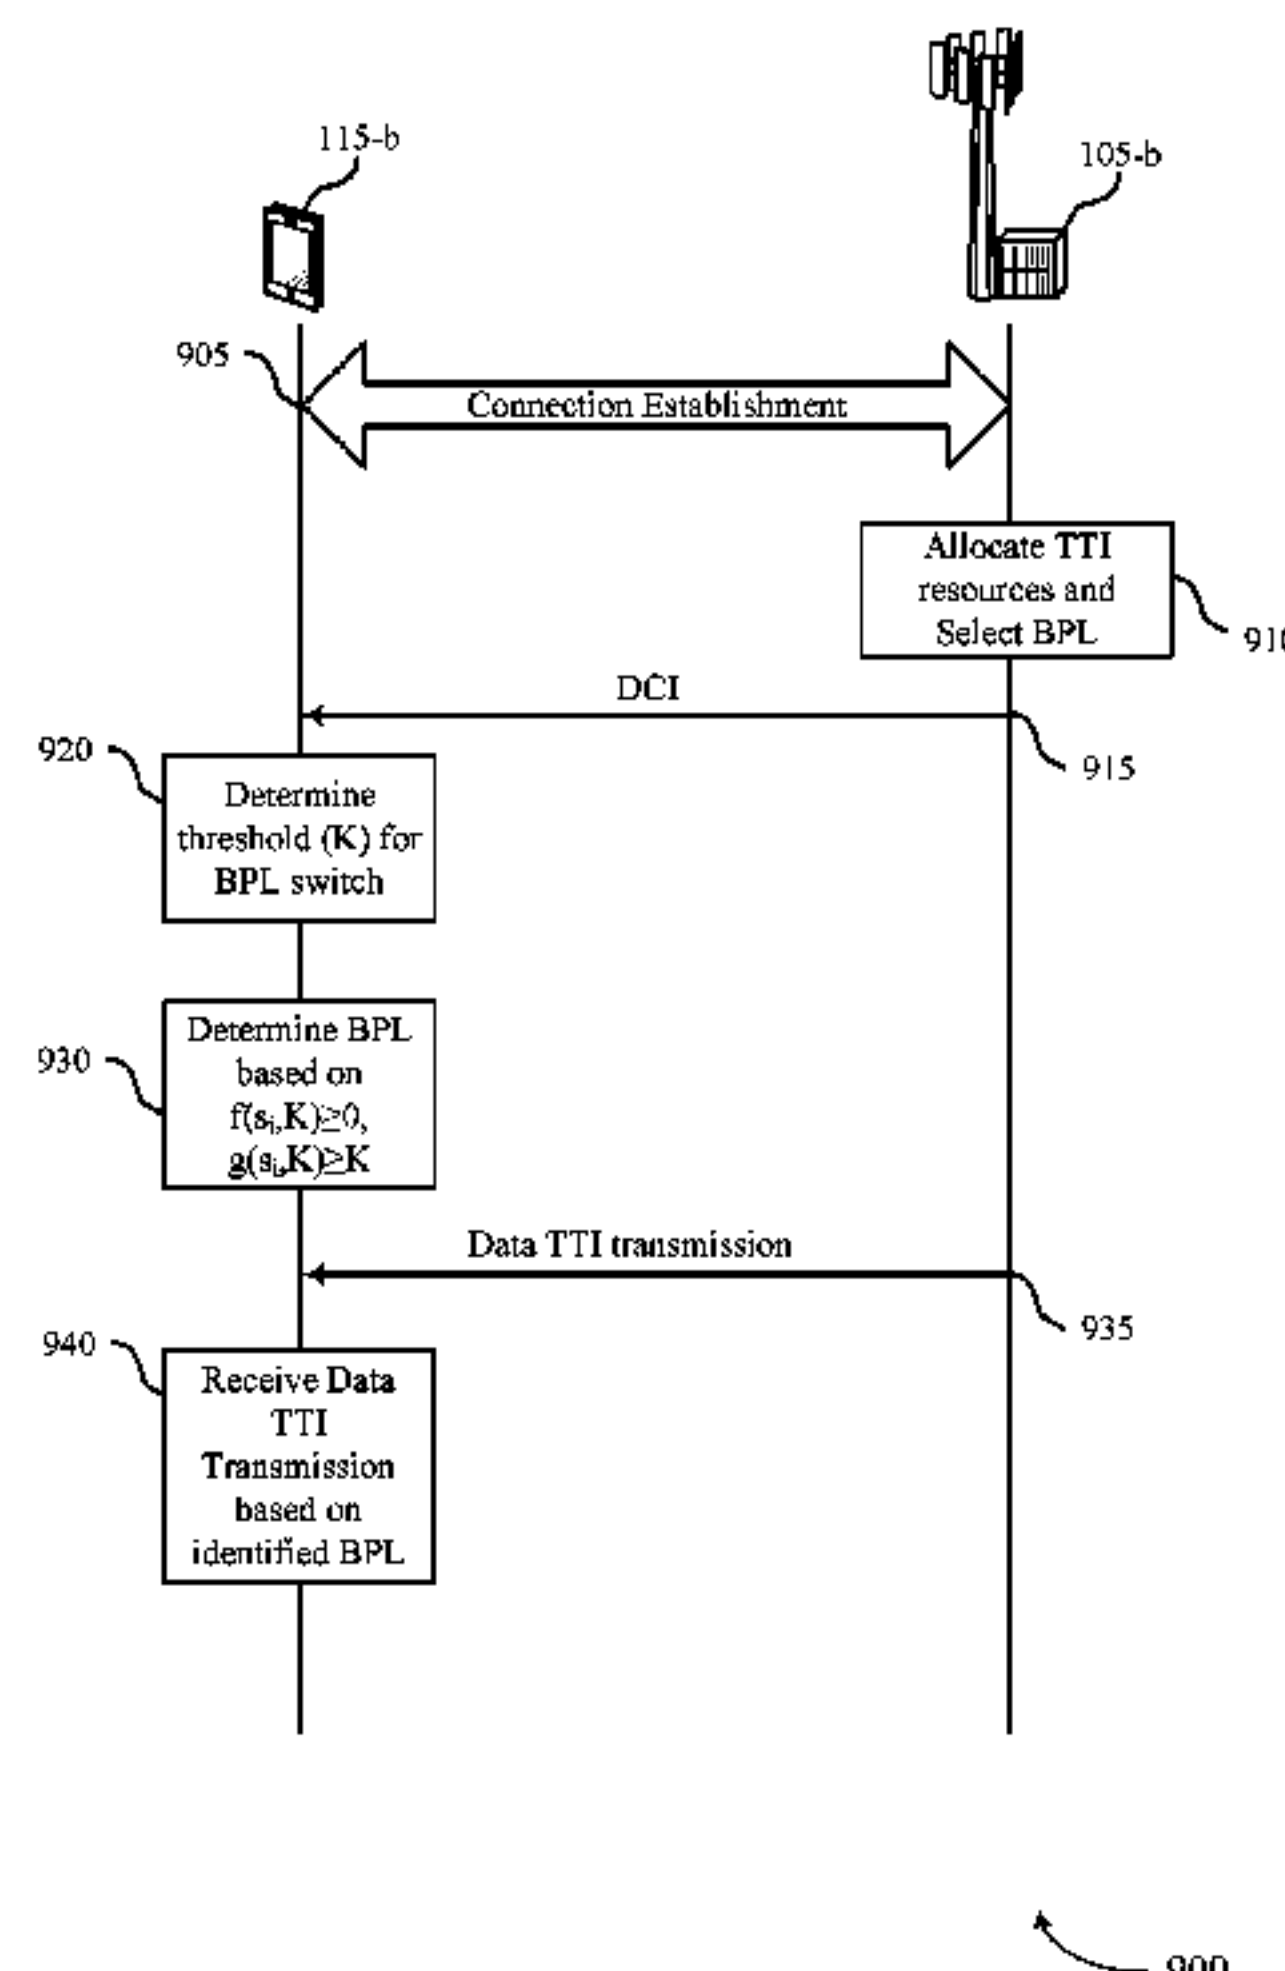 115-b
105-b
905
Connection Establishment
Allocate TTI
resources and
Select BPL
910
DCI
915
920
Determine
threshold (K) for
BPL switch
930
Determine BPL
based on
f(sᵢ,K)≥0,
g(sᵢ,K)≥K
Data TTI transmission
935
940
Receive Data
TTI
Transmission
based on
identified BPL
900